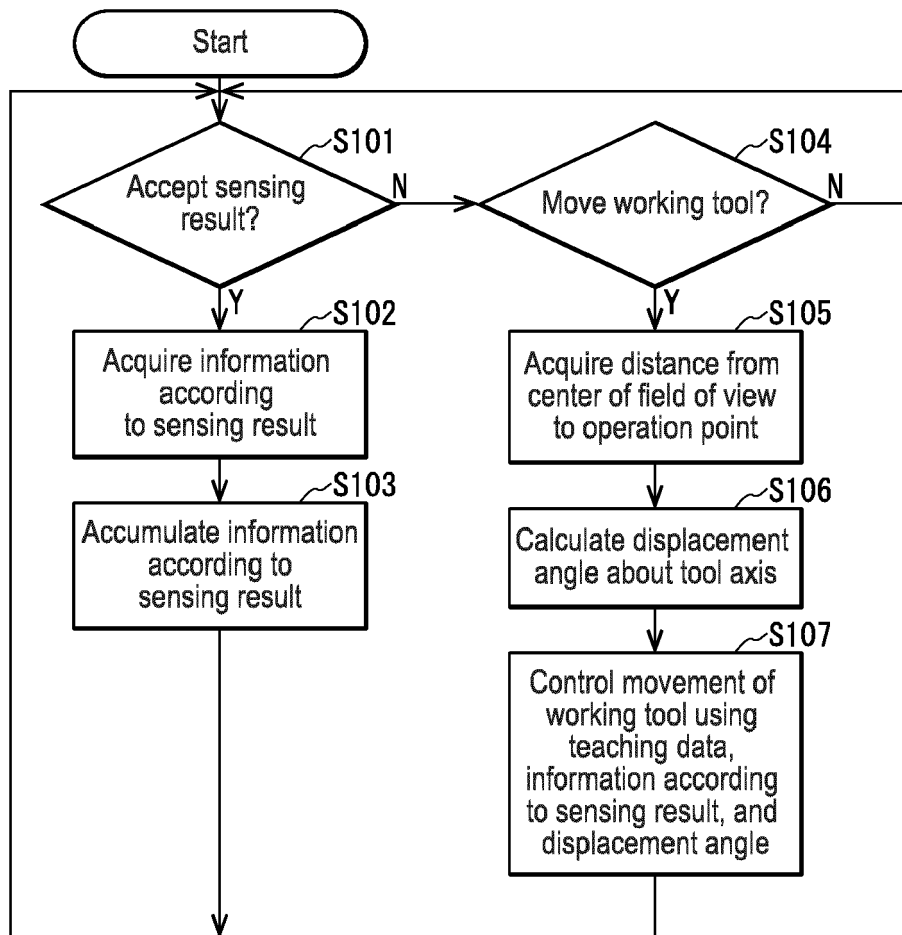 Start
S101
Accept sensing
result?
N
Y
S104
Move working tool?
N
Y
S102
Acquire information
according
to sensing result
S103
Accumulate information
according to
sensing result
S105
Acquire distance from
center of field of view
to operation point
S106
Calculate displacement
angle about tool axis
S107
Control movement of
working tool using
teaching data,
information according
to sensing result, and
displacement angle